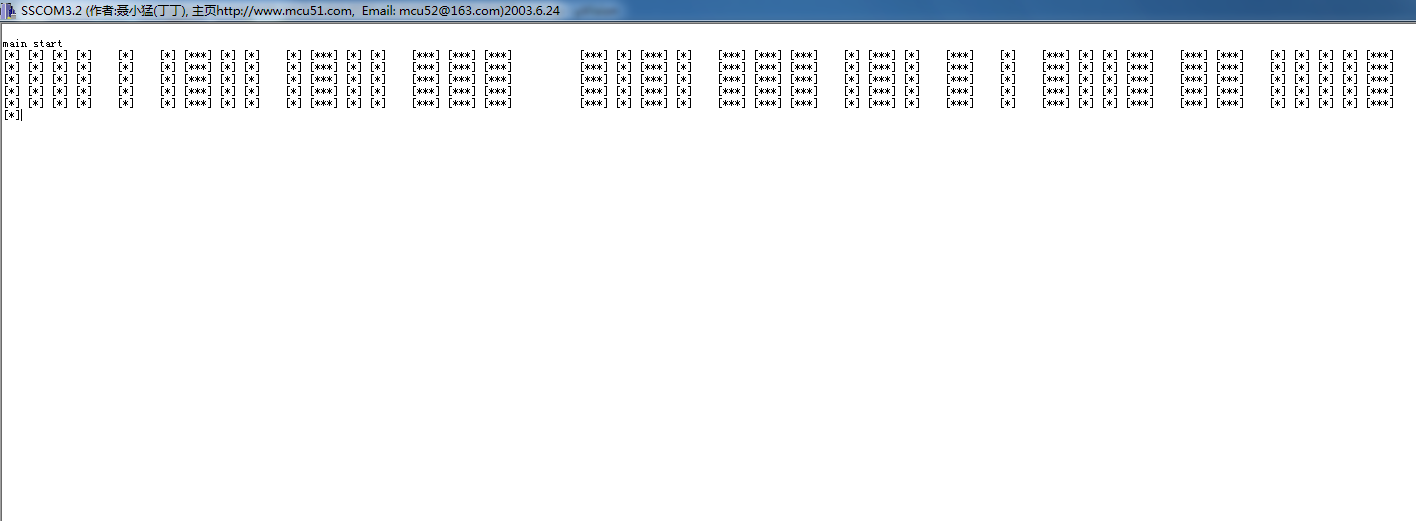 SSCOM3.2 (作者:聂小猛(丁丁), 主页http://www.mcu51.com,  Email: mcu52@163.com)2003.6.24
main start
[*] [*] [*] [*]    [*]    [*] [***] [*] [*]    [*] [***] [*] [*]    [***] [***] [***]           [***] [*] [***] [*]    [***] [***] [***]    [*] [***] [*]    [***]    [*]    [***] [*] [*] [***]    [***] [***]    [*] [*] [*] [*] [***]
[*] [*] [*] [*]    [*]    [*] [***] [*] [*]    [*] [***] [*] [*]    [***] [***] [***]           [***] [*] [***] [*]    [***] [***] [***]    [*] [***] [*]    [***]    [*]    [***] [*] [*] [***]    [***] [***]    [*] [*] [*] [*] [***]
[*] [*] [*] [*]    [*]    [*] [***] [*] [*]    [*] [***] [*] [*]    [***] [***] [***]           [***] [*] [***] [*]    [***] [***] [***]    [*] [***] [*]    [***]    [*]    [***] [*] [*] [***]    [***] [***]    [*] [*] [*] [*] [***]
[*] [*] [*] [*]    [*]    [*] [***] [*] [*]    [*] [***] [*] [*]    [***] [***] [***]           [***] [*] [***] [*]    [***] [***] [***]    [*] [***] [*]    [***]    [*]    [***] [*] [*] [***]    [***] [***]    [*] [*] [*] [*] [***]
[*] [*] [*] [*]    [*]    [*] [***] [*] [*]    [*] [***] [*] [*]    [***] [***] [***]           [***] [*] [***] [*]    [***] [***] [***]    [*] [***] [*]    [***]    [*]    [***] [*] [*] [***]    [***] [***]    [*] [*] [*] [*] [***]
[*]